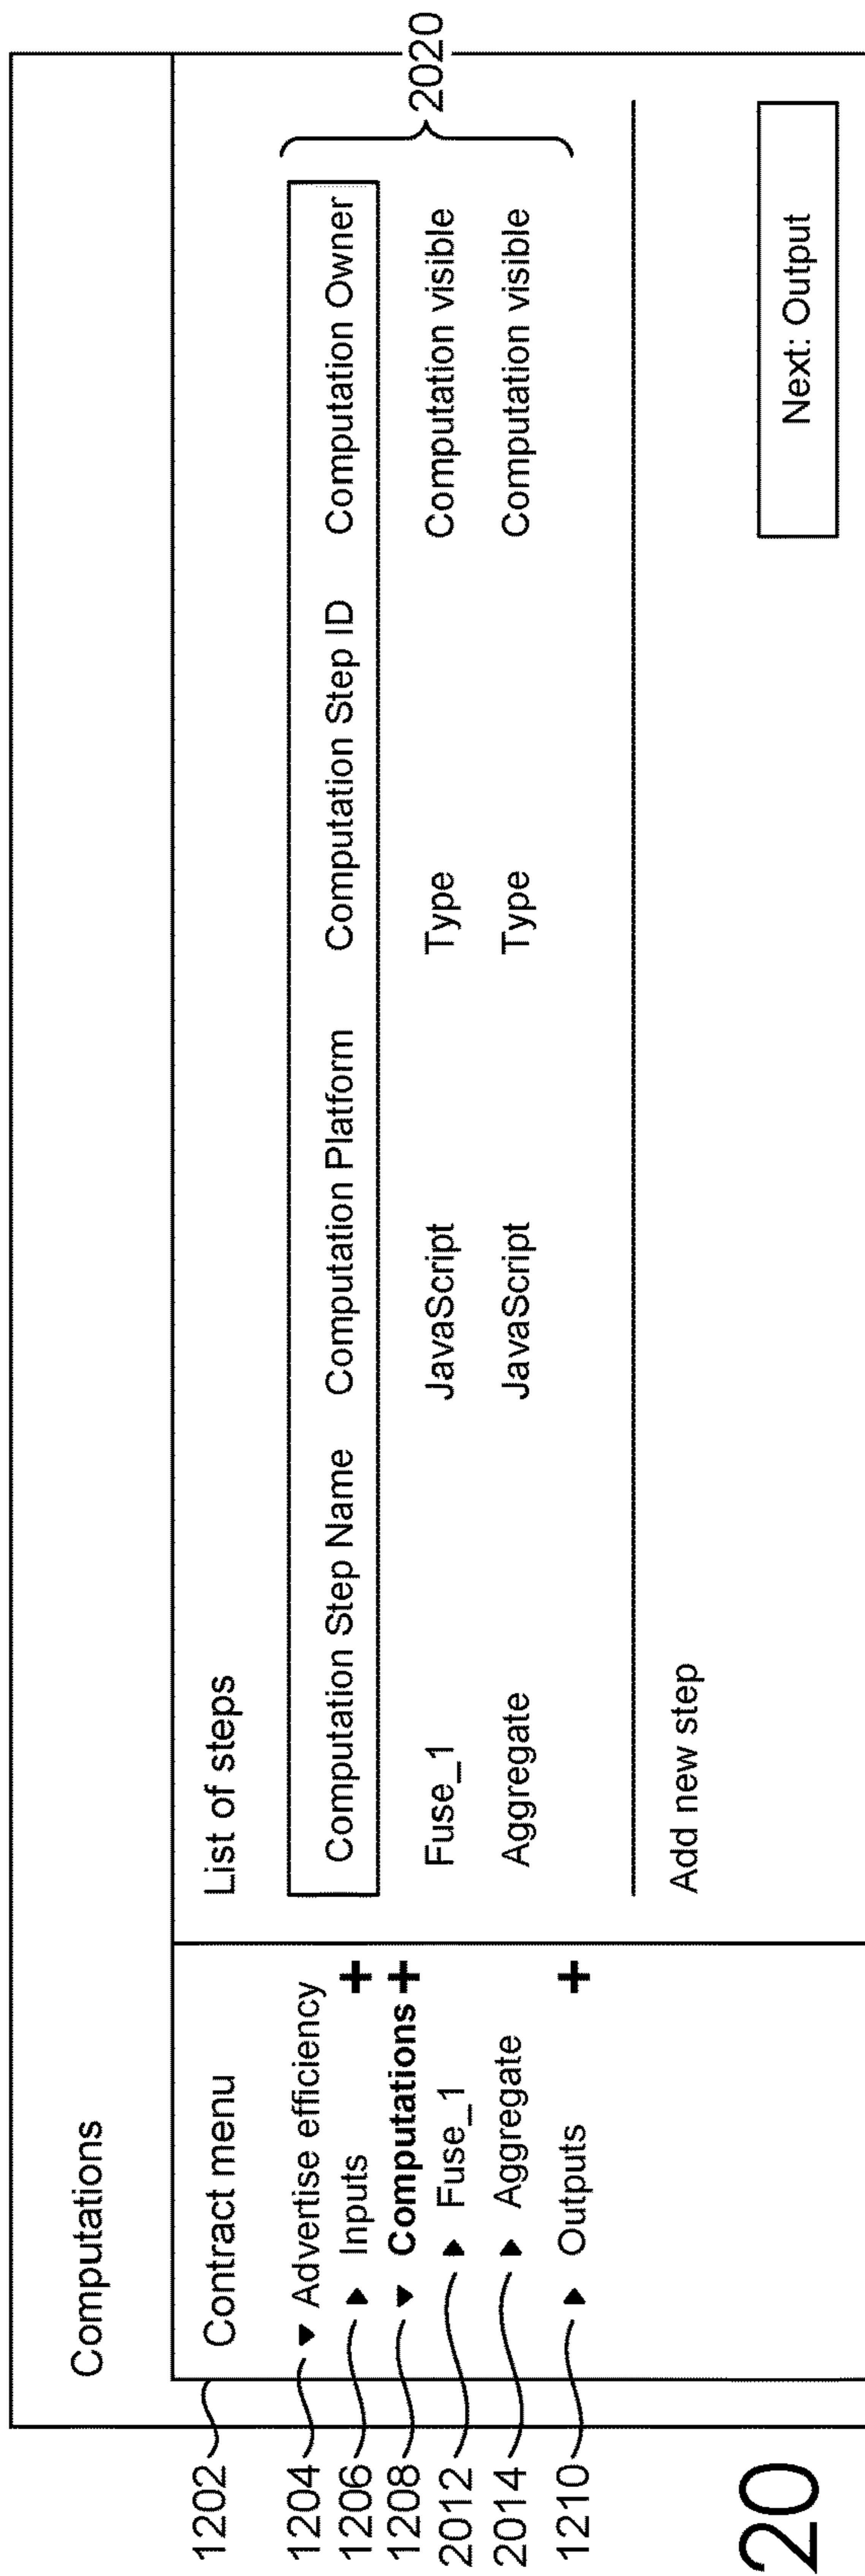 Computations
1202
Contract menu
1204
Advertise efficiency
1206
Inputs +
1208
Computations +
2012
Fuse_1
2014
Aggregate
1210
Outputs +
List of steps
Computation Step Name Computation Platform Computation Step ID Computation Owner
Fuse_1 JavaScript Type Computation visible
Aggregate JavaScript Type Computation visible
2020
Add new step
Next: Output
20